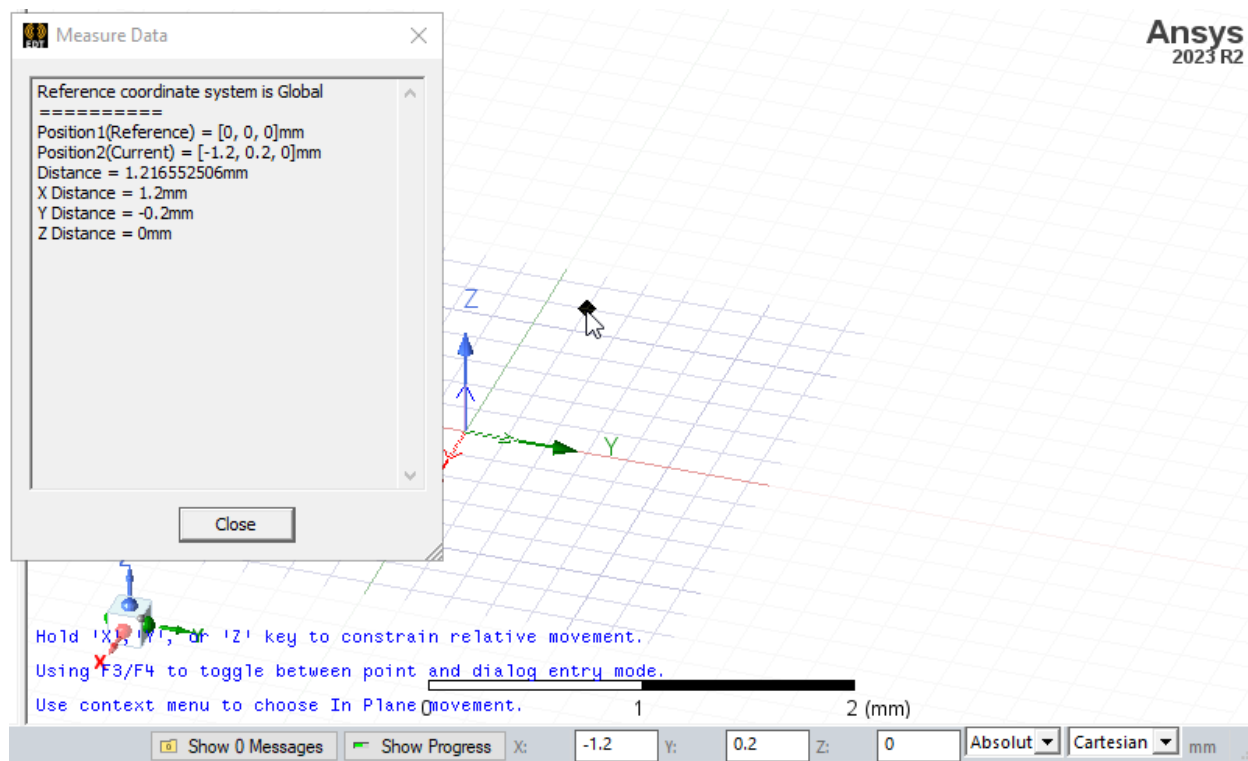 EDT
Measure Data
Ansys
2023 R2
Reference coordinate system is Global
==========
Position1(Reference) = [0, 0, 0]mm
Position2(Current) = [-1.2, 0.2, 0]mm
Distance = 1.216552506mm
X Distance = 1.2mm
Y Distance = -0.2mm
Z Distance = 0mm
Z
Y
Close
Z
Y
X
Hold 'X', 'Y', or 'Z' key to constrain relative movement.
Using F3/F4 to toggle between point and dialog entry mode.
Use context menu to choose In Plane movement.
0 1 2 (mm)
Show 0 Messages Show Progress X: -1.2 Y: 0.2 Z: 0 Absolut Cartesian mm